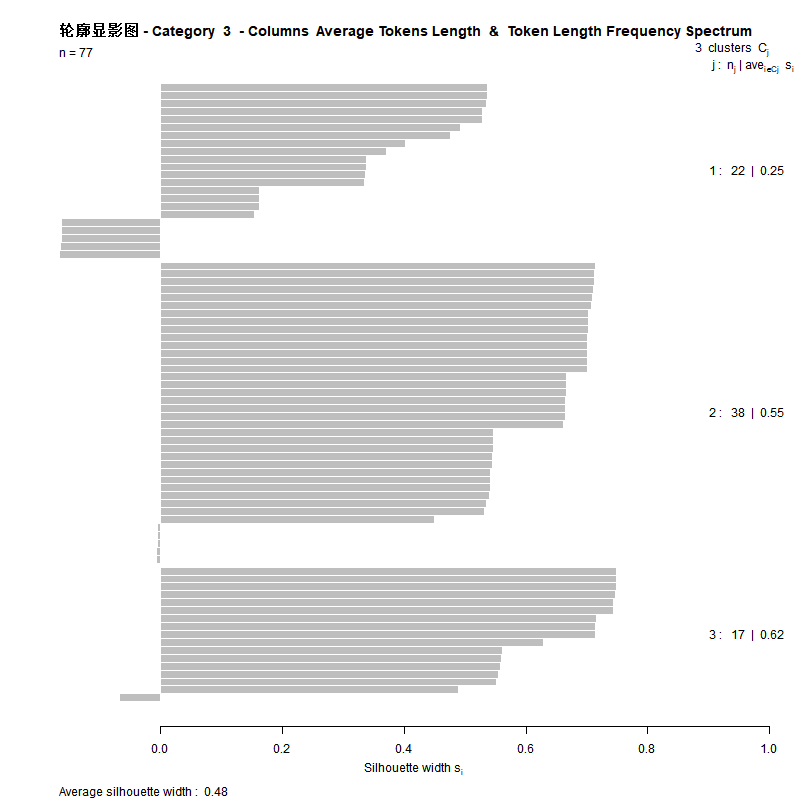 轮廓显影图 - Category 3 - Columns Average Tokens Length & Token Length Frequency Spectrum
n = 77
3 clusters Cj
j : nj | avei∈Cj si
1 : 22 | 0.25
2 : 38 | 0.55
3 : 17 | 0.62
0.0 0.2 0.4 0.6 0.8 1.0
Silhouette width si
Average silhouette width : 0.48